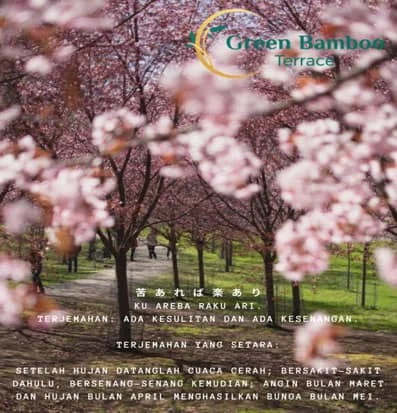 Green Bamboo
Terrace
苦あれば楽あり
KU AREBA RAKU ARI.
TERJEMAHAN: ADA KESULITAN DAN ADA KESENANGAN.
TERJEMAHAN YANG SETARA:
SETELAH HUJAN DATANGLAH CUACA CERAH; BERSAKIT-SAKIT
DAHULU, BERSENANG-SENANG KEMUDIAN; ANGIN BULAN MARET
DAN HUJAN BULAN APRIL MENGHASILKAN BUNGA BULAN MEI.